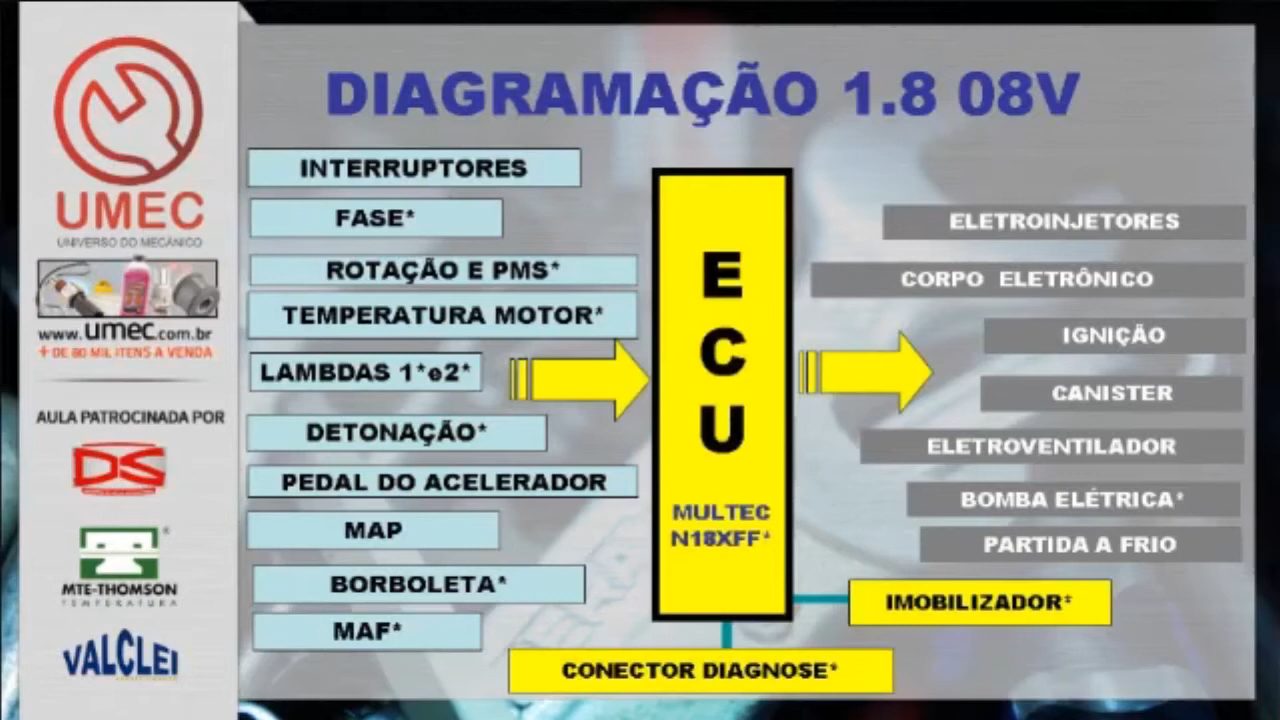 DIAGRAMAÇÃO 1.8 08V
UMEC
UNIVERSO DO MECÂNICO
www.umec.com.br
+ DE 80 MIL ITENS A VENDA
AULA PATROCINADA POR
DS
MTE-THOMSON
TEMPERATURA
VALCLEI
INTERRUPTORES
FASE*
ROTAÇÃO E PMS*
TEMPERATURA MOTOR*
LAMBDAS 1*e2*
DETONAÇÃO*
PEDAL DO ACELERADOR
MAP
BORBOLETA*
MAF*
E
C
U
MULTEC
N18XFF*
ELETROINJETORES
CORPO ELETRÔNICO
IGNIÇÃO
CANISTER
ELETROVENTILADOR
BOMBA ELÉTRICA*
PARTIDA A FRIO
IMOBILIZADOR*
CONECTOR DIAGNOSE*